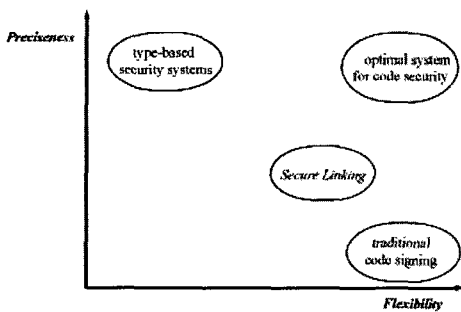 Preciseness
type-based
security systems
optimal system
for code security
Secure Linking
traditional
code signing
Flexibility